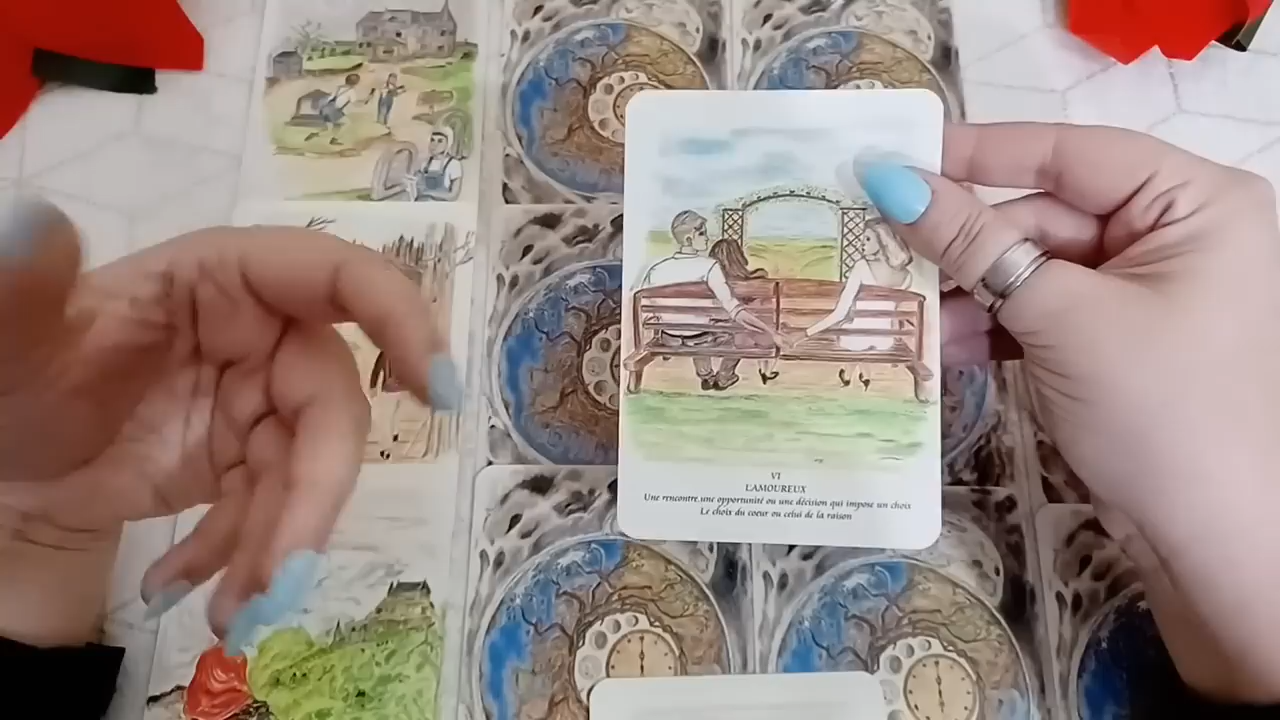 VI
L'AMOUREUX
Une rencontre, une opportunité ou une décision qui impose un choix
Le choix du coeur ou celui de la raison